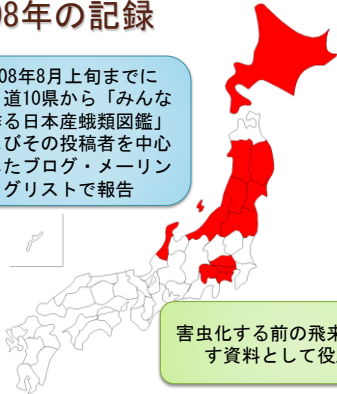 08年の記録
08年8月上旬までに
道10県から「みんな
る日本産蛾類図鑑」
びその投稿者を中心
たブログ・メーリン
グリストで報告
害虫化する前の飛来
す資料として役